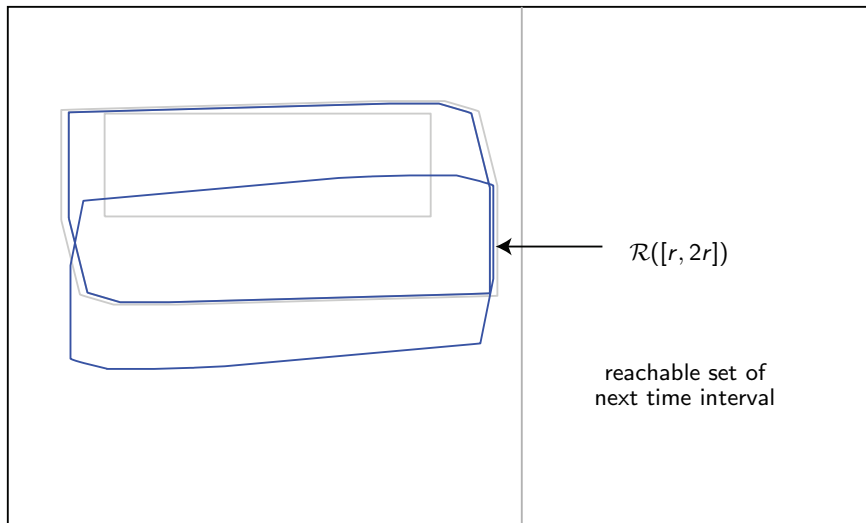 R([r, 2r])
reachable set of
next time interval